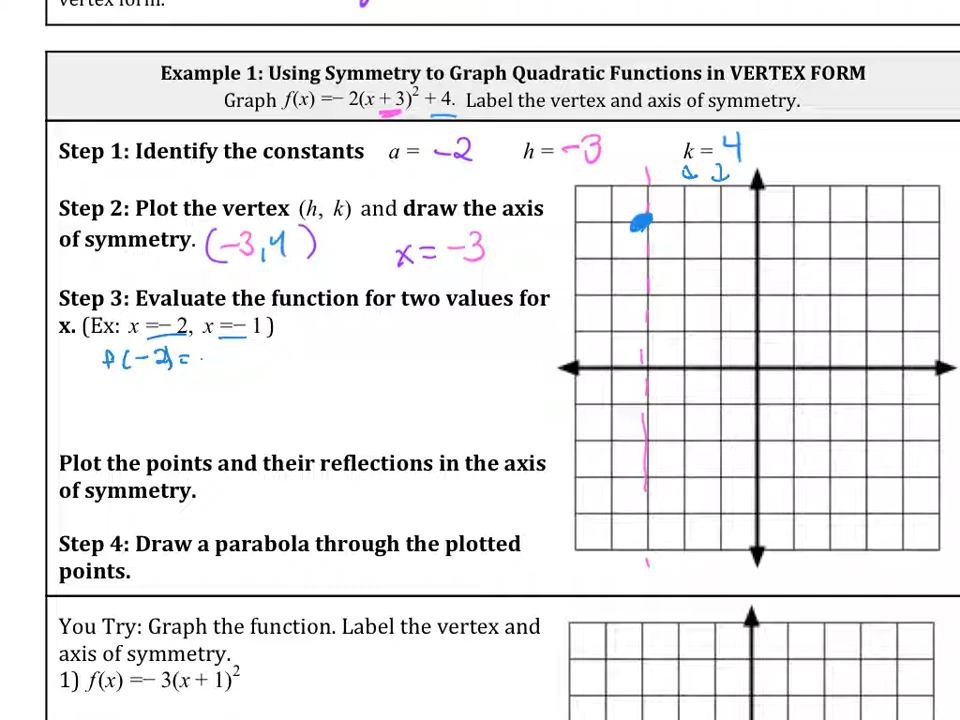 vertex form.
Example 1: Using Symmetry to Graph Quadratic Functions in VERTEX FORM
Graph f(x) =− 2(x + 3)² + 4. Label the vertex and axis of symmetry.
Step 1: Identify the constants a = -2 h = -3 k = 4
Step 2: Plot the vertex (h, k) and draw the axis
of symmetry. (-3, 4) x = -3
Step 3: Evaluate the function for two values for
x. (Ex: x =− 2, x =− 1)
f(-2) =
Plot the points and their reflections in the axis
of symmetry.
Step 4: Draw a parabola through the plotted
points.
You Try: Graph the function. Label the vertex and
axis of symmetry.
1) f(x) =− 3(x + 1)²